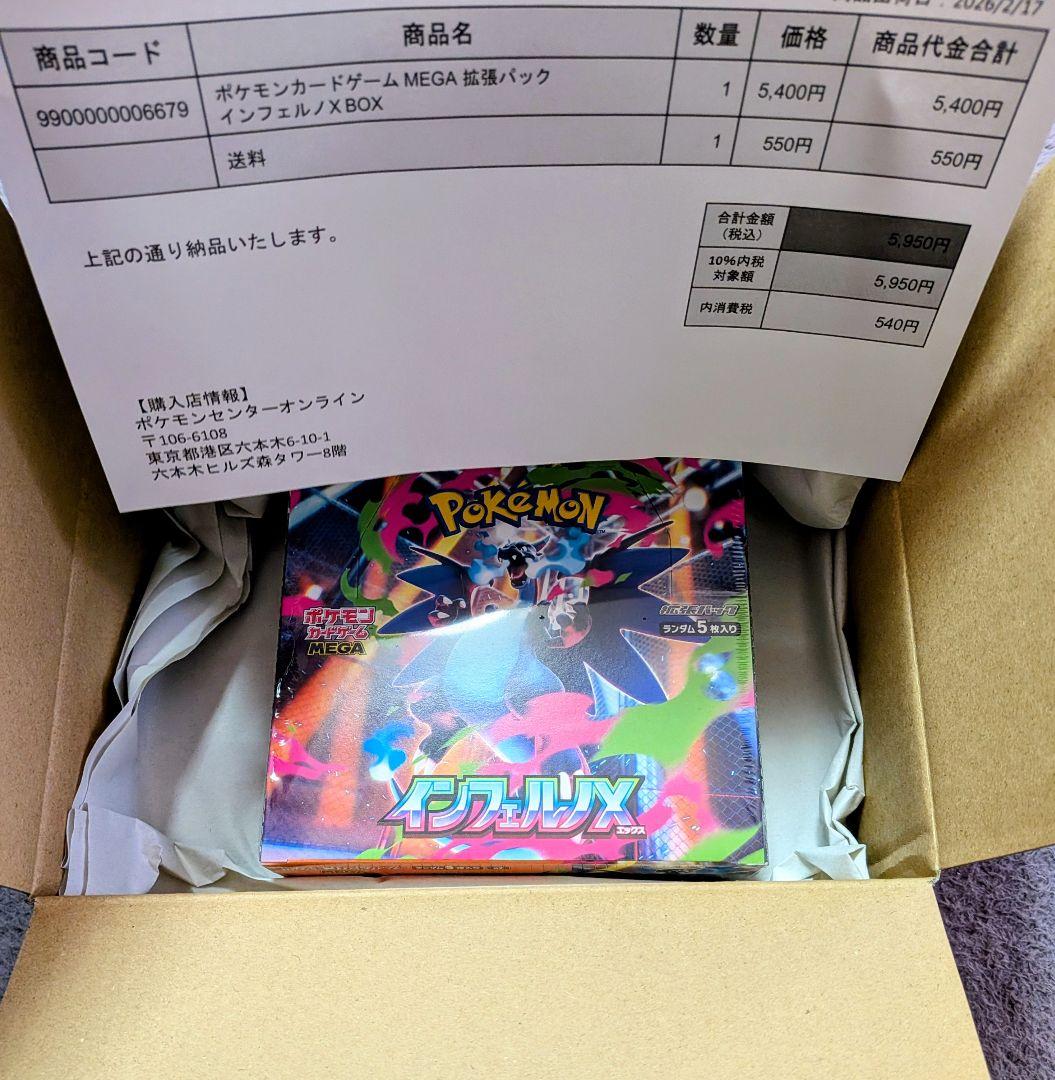 2026/2/17
商品コード 商品名 数量 価格 商品代金合計
9900000006679 ポケモンカードゲーム MEGA 拡張パック
インフェルノX BOX 1 5,400円 5,400円
送料 1 550円 550円
合計金額
(税込) 5,950円
10%内税
対象額 5,950円
内消費税 540円
上記の通り納品いたします。
【購入店情報】
ポケモンセンターオンライン
〒106-6108
東京都港区六本木6-10-1
六本木ヒルズ森タワー8階
POKéMON
ポケモン
カードゲーム
MEGA
拡張パック
ランダム5枚入り
インフェルノX
エックス